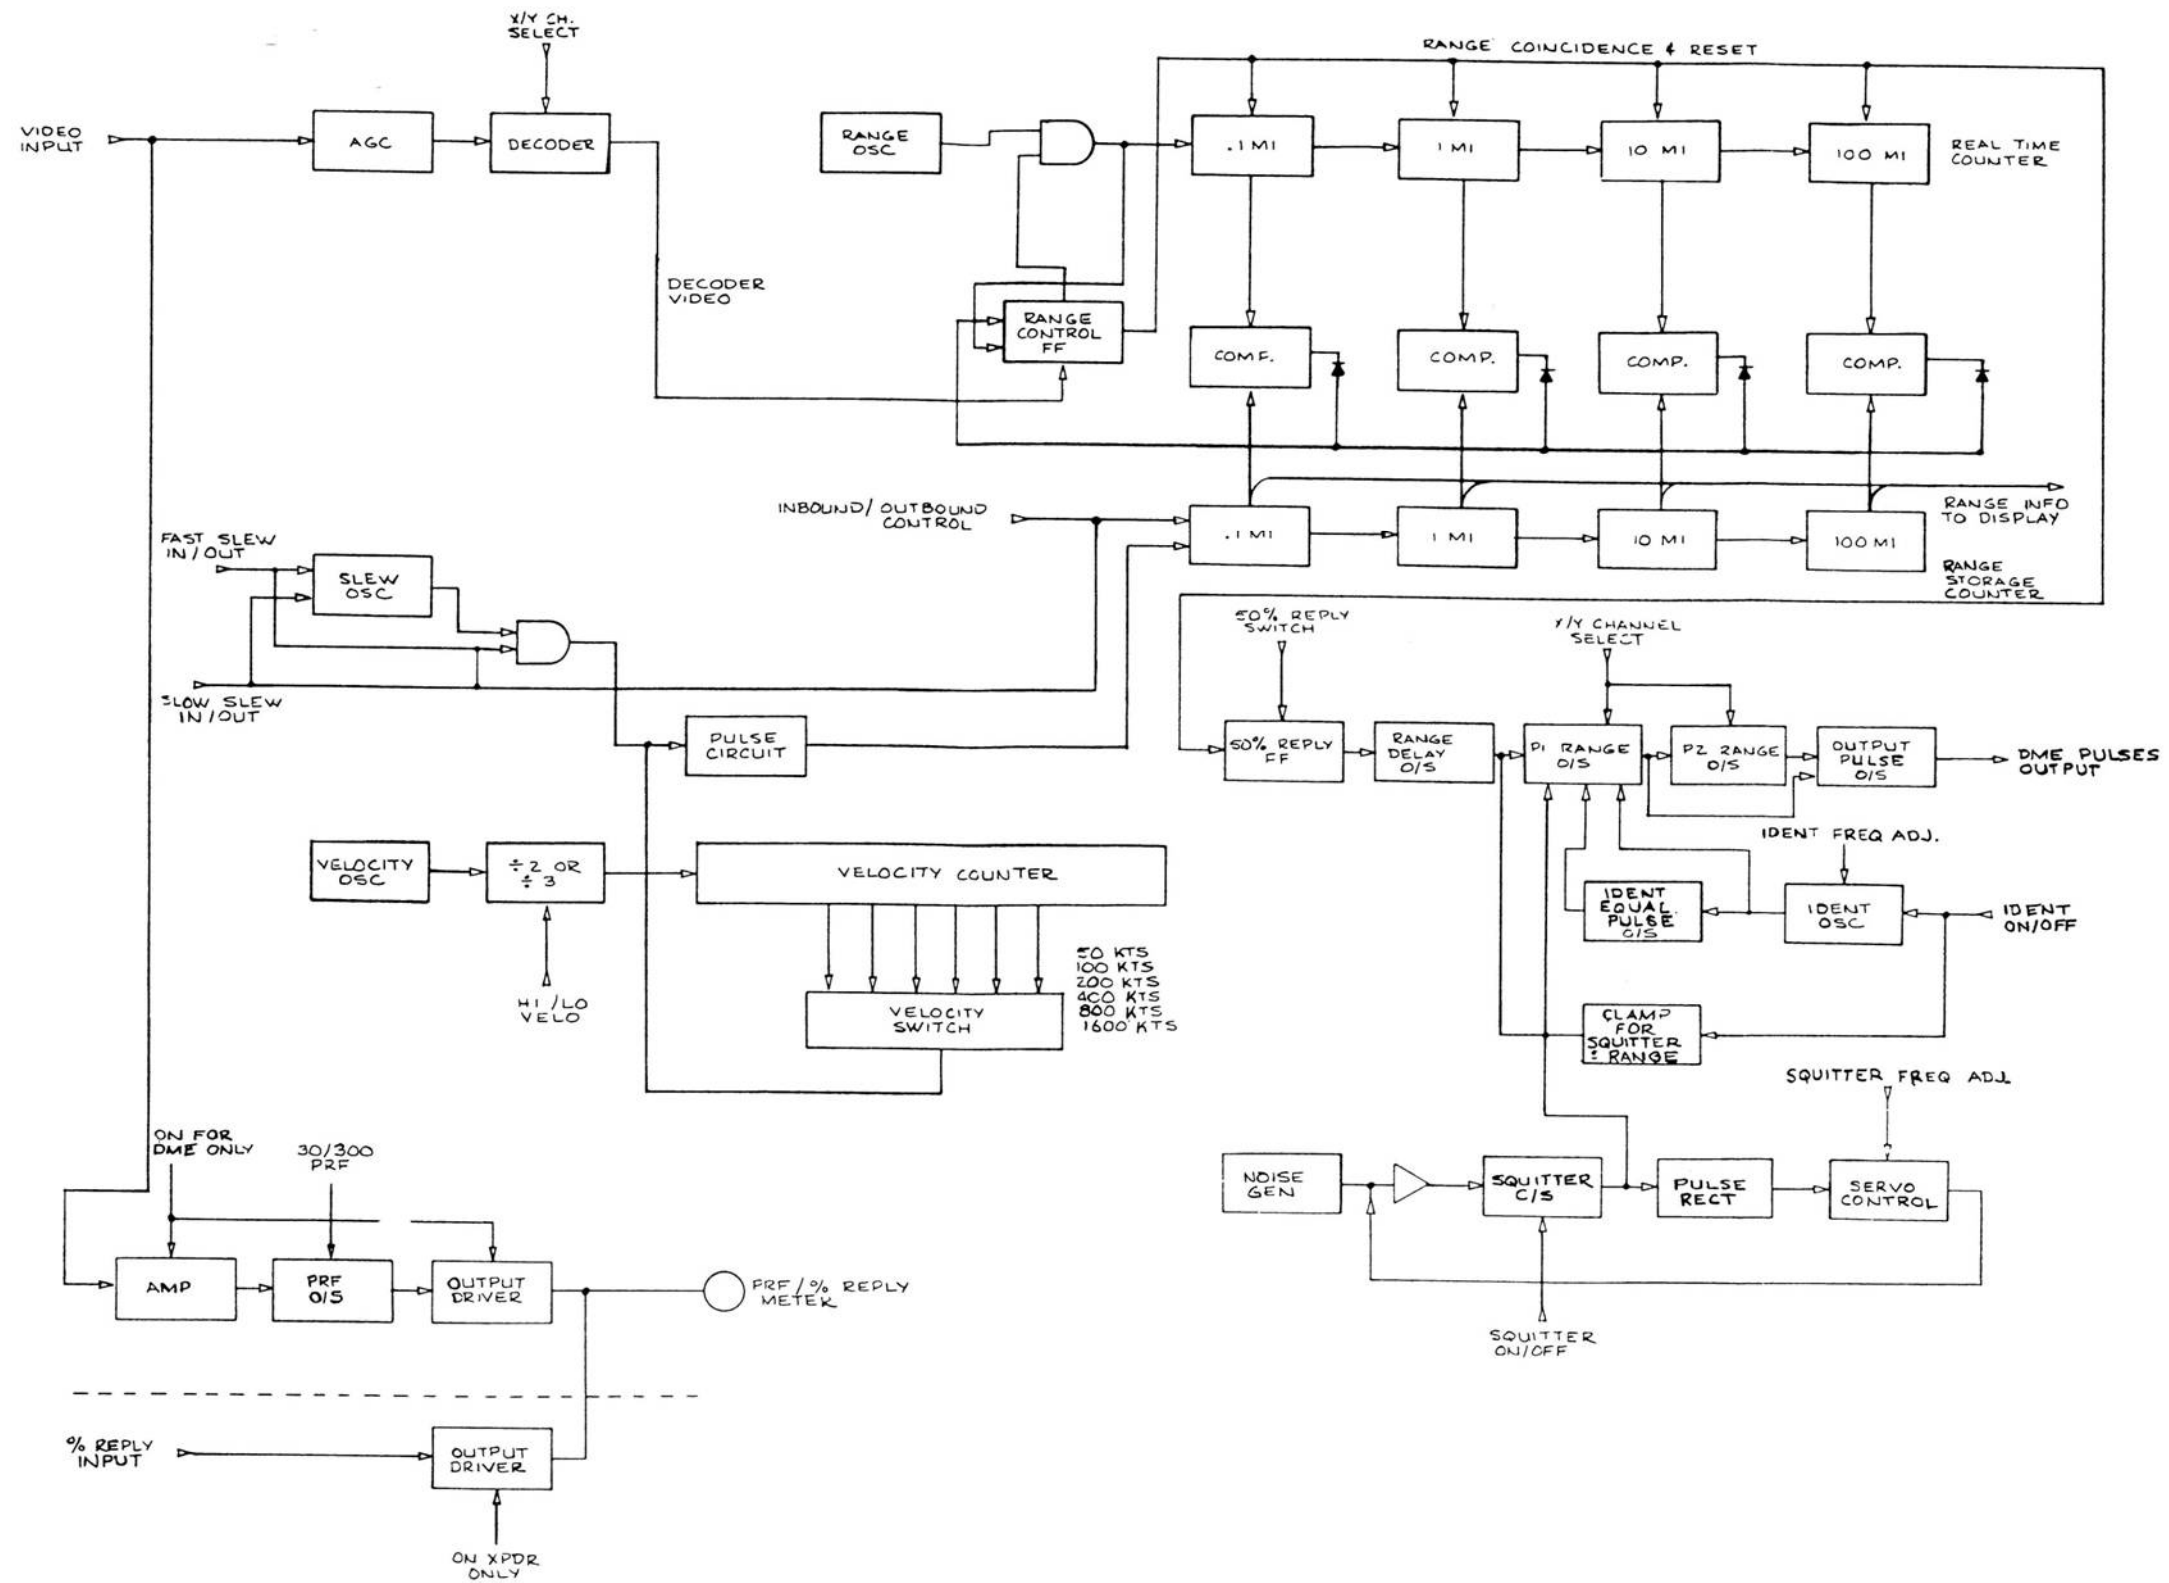 X/Y CH.
SELECT
RANGE COINCIDENCE & RESET
VIDEO
INPUT
AGC
DECODER
RANGE
OSC
.1 MI
1 MI
10 MI
100 MI
REAL TIME
COUNTER
DECODER
VIDEO
RANGE
CONTROL
FF
COMP.
COMP.
COMP.
COMP.
INBOUND/OUTBOUND
CONTROL
.1 MI
1 MI
10 MI
100 MI
RANGE INFO
TO DISPLAY
RANGE
STORAGE
COUNTER
FAST SLEW
IN/OUT
SLEW
OSC
SLOW SLEW
IN/OUT
PULSE
CIRCUIT
50% REPLY
SWITCH
X/Y CHANNEL
SELECT
50% REPLY
FF
RANGE
DELAY
O/S
P1 RANGE
O/S
P2 RANGE
O/S
OUTPUT
PULSE
O/S
DME PULSES
OUTPUT
VELOCITY
OSC
÷2 OR
÷3
VELOCITY COUNTER
HI/LO
VELO
VELOCITY
SWITCH
50 KTS
100 KTS
200 KTS
400 KTS
800 KTS
1600 KTS
IDENT FREQ ADJ.
IDENT
EQUAL.
PULSE
O/S
IDENT
OSC
IDENT
ON/OFF
CLAMP
FOR
SQUITTER
÷ RANGE
SQUITTER FREQ ADJ.
NOISE
GEN
SQUITTER
C/S
PULSE
RECT
SERVO
CONTROL
SQUITTER
ON/OFF
ON FOR
DME ONLY
30/300
PRF
AMP
PRF
O/S
OUTPUT
DRIVER
PRF/% REPLY
METER
% REPLY
INPUT
OUTPUT
DRIVER
ON XPDR
ONLY